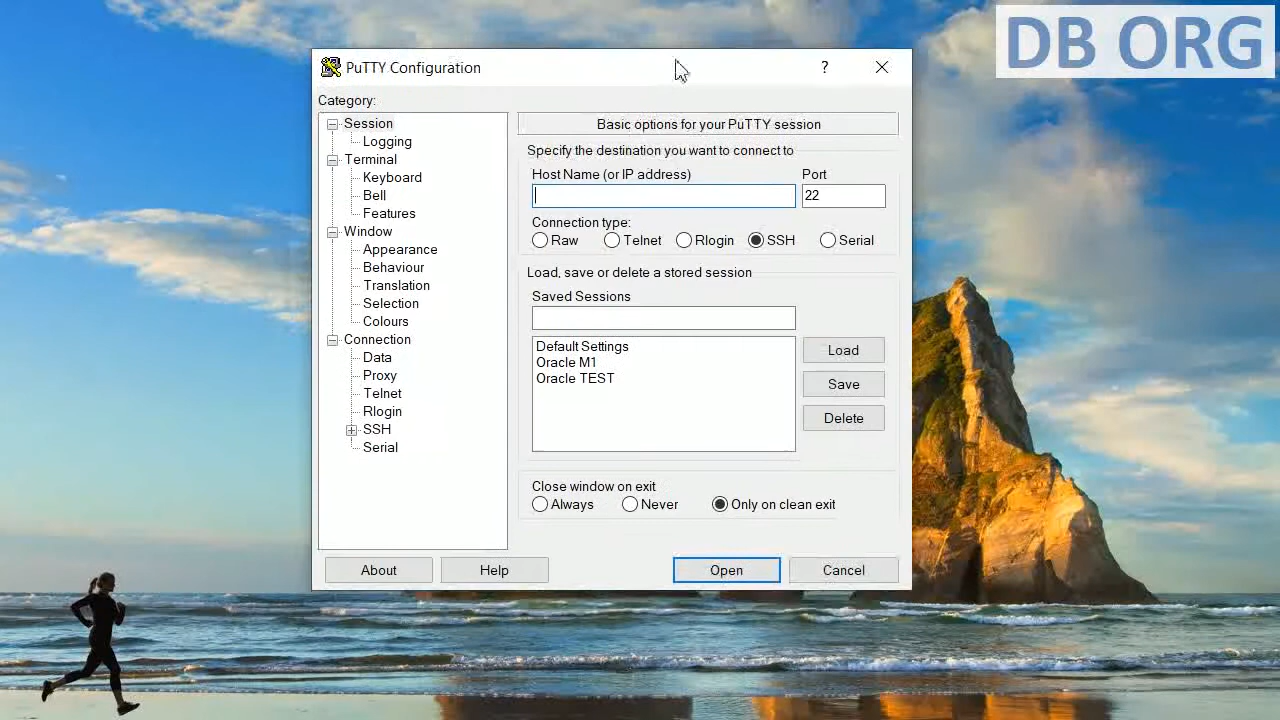 DB ORG
PuTTY Configuration
?
Category:
Session
Logging
Terminal
Keyboard
Bell
Features
Window
Appearance
Behaviour
Translation
Selection
Colours
Connection
Data
Proxy
Telnet
Rlogin
SSH
Serial
Basic options for your PuTTY session
Specify the destination you want to connect to
Host Name (or IP address) Port
22
Connection type:
Raw Telnet Rlogin SSH Serial
Load, save or delete a stored session
Saved Sessions
Default Settings
Oracle M1
Oracle TEST
Load
Save
Delete
Close window on exit
Always Never Only on clean exit
About Help Open Cancel